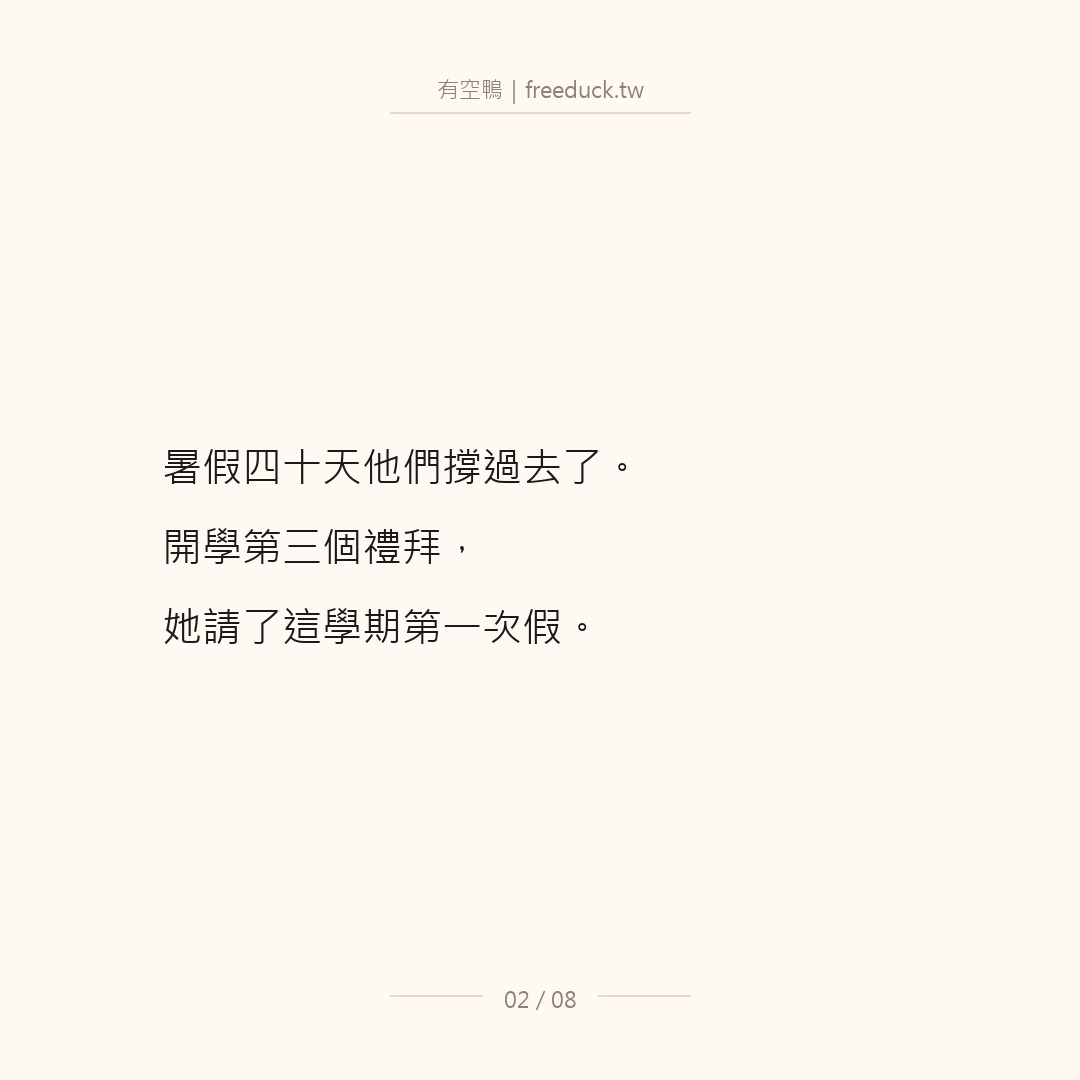 有空鴨 | freeduck.tw
暑假四十天他們撐過去了。
開學第三個禮拜，
她請了這學期第一次假。
02 / 08